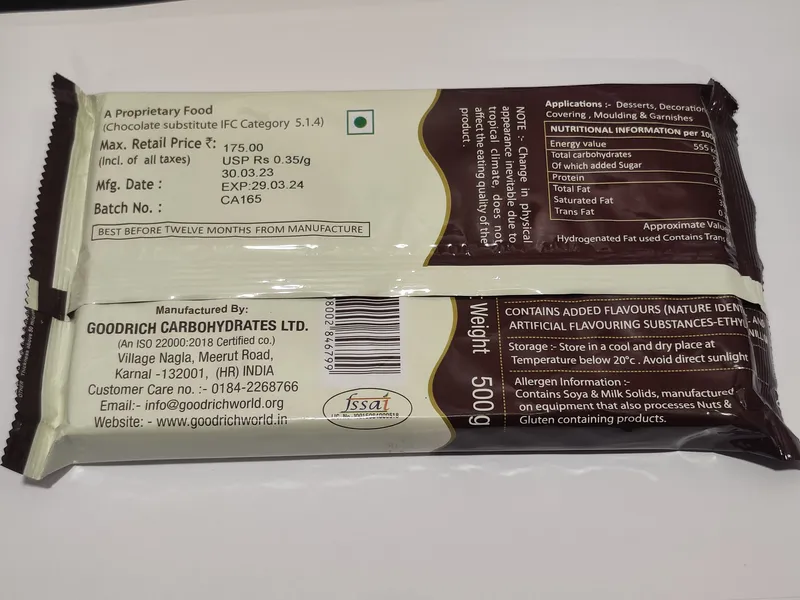 A Proprietary Food
(Chocolate substitute IFC Category 5.1.4)
Max. Retail Price ₹: 175.00
(Incl. of all taxes) USP Rs 0.35/g
Mfg. Date : 30.03.23
EXP:29.03.24
Batch No. : CA165
BEST BEFORE TWELVE MONTHS FROM MANUFACTURE
NOTE :- Change in physical
appearance inevitable due to
tropical climate, does not
affect the eating quality of the
product.
Applications :- Desserts, Decoration
Covering , Moulding & Garnishes
NUTRITIONAL INFORMATION per
Energy value 555
Total carbohydrates
Of which added Sugar
Protein
Total Fat
Saturated Fat
Trans Fat
Approximate
Hydrogenated Fat used Contains
Manufactured By:
GOODRICH CARBOHYDRATES LTD.
(An ISO 22000:2018 Certified co.)
Village Nagla, Meerut Road,
Karnal -132001, (HR) INDIA
Customer Care no. :- 0184-2268766
Email:- info@goodrichworld.org
Website: - www.goodrichworld.in
8002 846799
fssai
Weight 500 g
CONTAINS ADDED FLAVOURS (NATURE
ARTIFICIAL FLAVOURING SUBSTANCES-ETHYL
Storage :- Store in a cool and dry place at
Temperature below 20°c . Avoid direct sunlight
Allergen Information :-
Contains Soya & Milk Solids, manufactured
on equipment that also processes Nuts &
Gluten containing products.